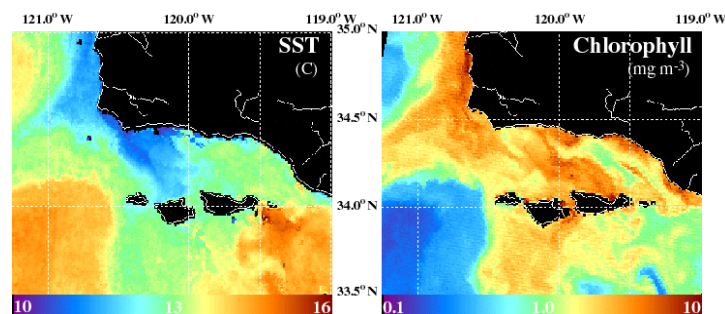 121.0° W 120.0° W 119.0° W 121.0° W 120.0° W 119.0° W
35.0° N
SST
(C)
Chlorophyll
(mg m-3)
34.5° N
34.0° N
33.5° N
10 13 16
0.1 1.0 10